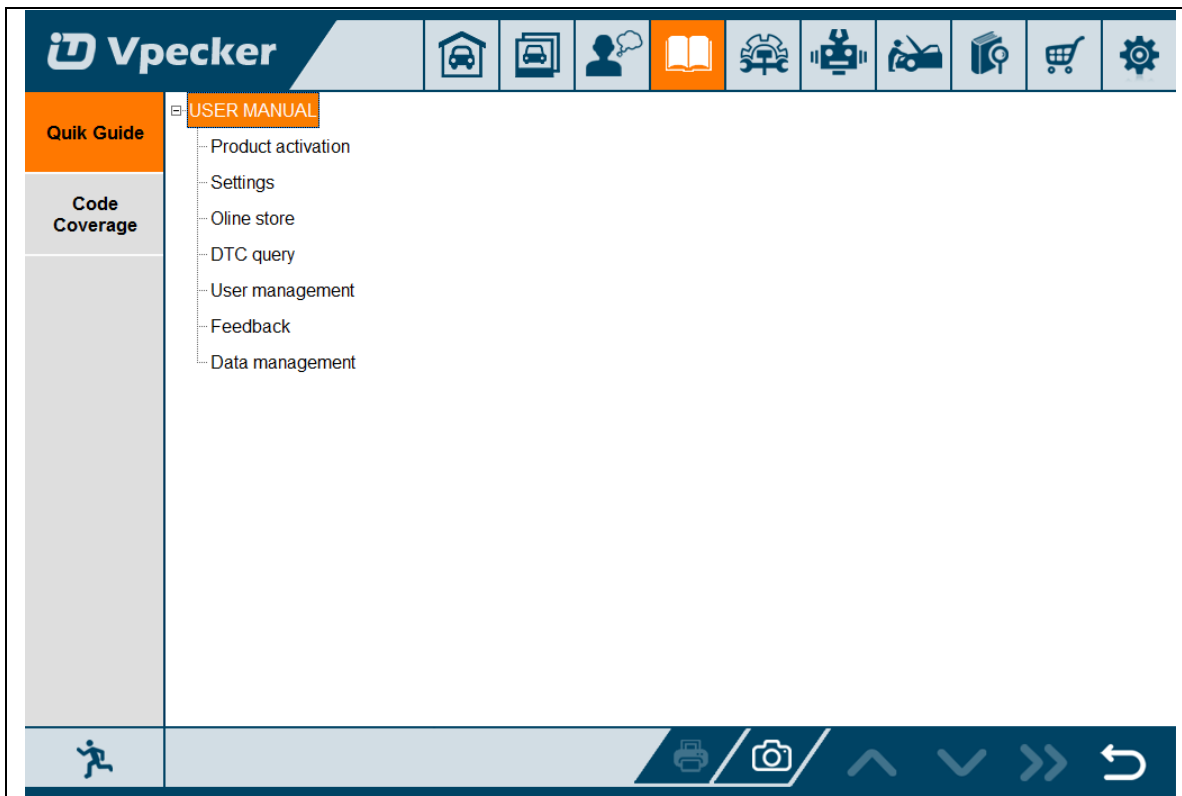 Vpecker
Quik Guide
Code
Coverage
USER MANUAL
Product activation
Settings
Oline store
DTC query
User management
Feedback
Data management